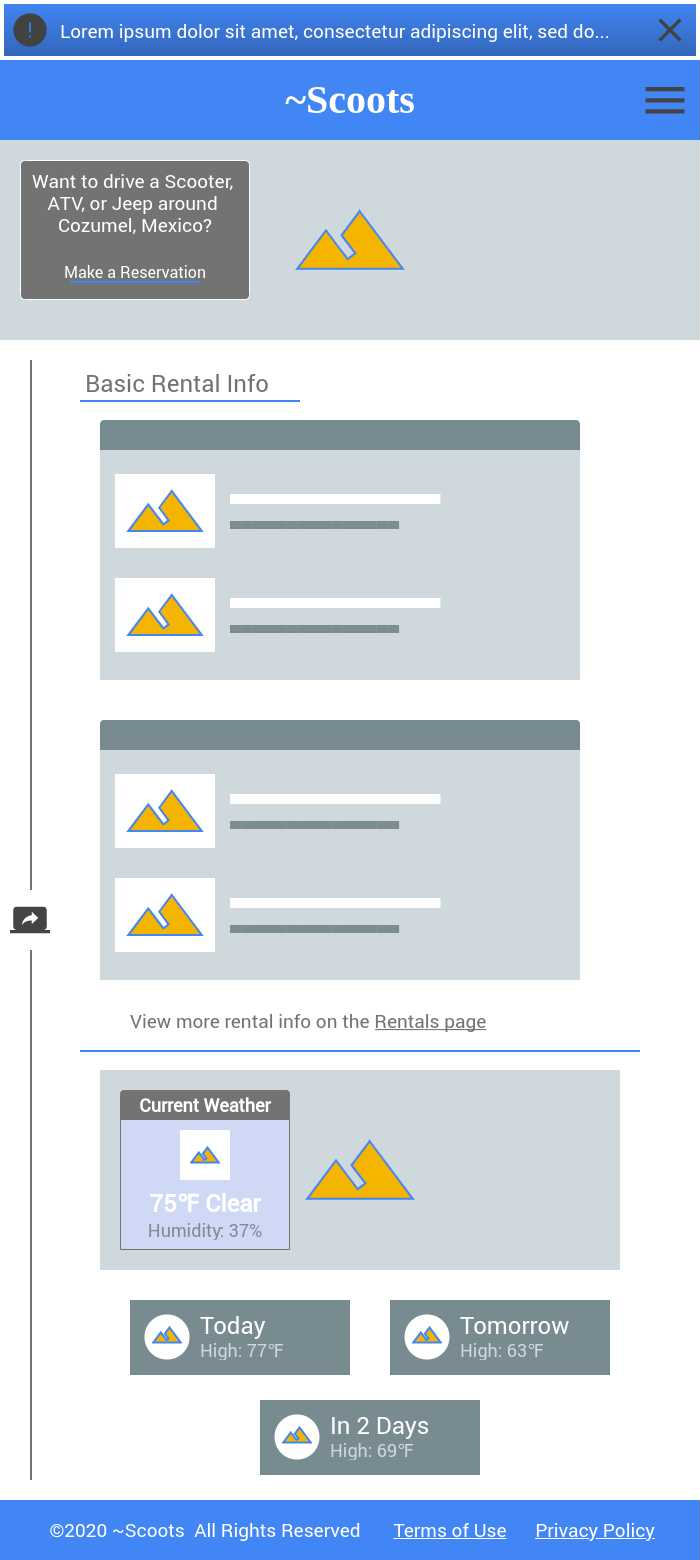 Lorem ipsum dolor sit amet, consectetur adipiscing elit, sed do...
~Scoots
Want to drive a Scooter,
ATV, or Jeep around
Cozumel, Mexico?
Make a Reservation
Basic Rental Info
View more rental info on the Rentals page
Current Weather
75℉ Clear
Humidity: 37%
Today
High: 77℉
Tomorrow
High: 63℉
In 2 Days
High: 69℉
©2020 ~Scoots  All Rights Reserved Terms of Use Privacy Policy